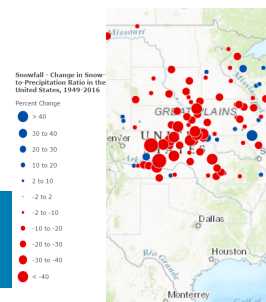 Missouri
Snowfall - Change in Snow-
to-Precipitation Ratio in the
United States, 1949-2016
Percent Change
> 40
30 to 40
20 to 30
10 to 20
2 to 10
-2 to 2
-2 to -10
-10 to -20
-20 to -30
-30 to -40
< -40
GREAT PLAINS
enver
Dallas
Rio Grande
Houston
Monterrey